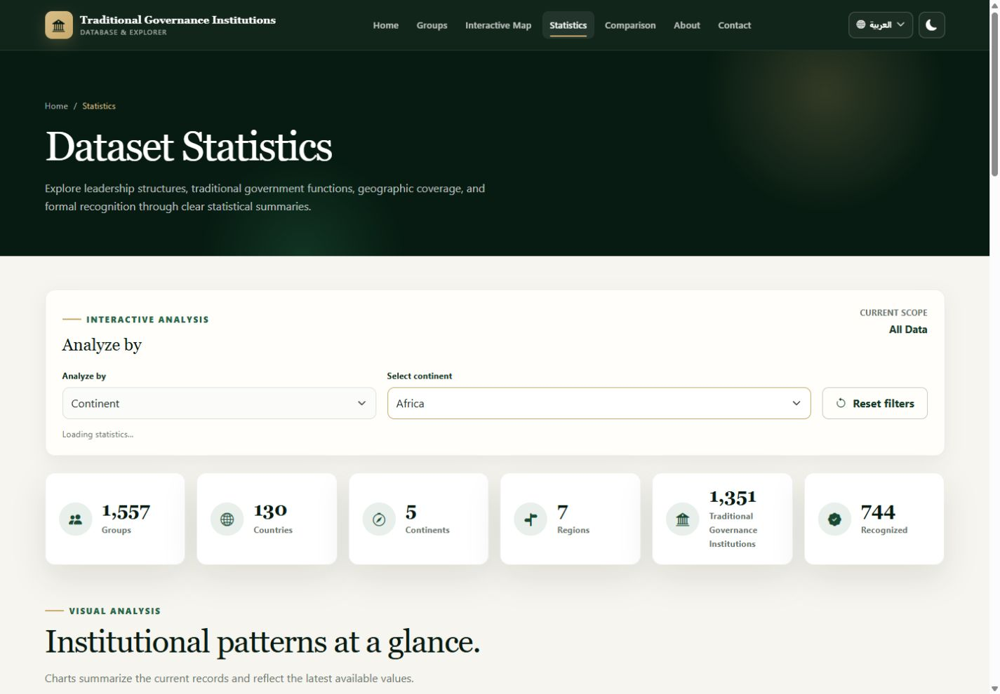 Traditional Governance Institutions
DATABASE & EXPLORER
Home
Groups
Interactive Map
Statistics
Comparison
About
Contact
العربية
Home / Statistics
Dataset Statistics
Explore leadership structures, traditional government functions, geographic coverage, and
formal recognition through clear statistical summaries.
INTERACTIVE ANALYSIS
Analyze by
CURRENT SCOPE
All Data
Analyze by
Continent
Select continent
Africa
Reset filters
Loading statistics...
1,557
Groups
130
Countries
5
Continents
7
Regions
1,351
Traditional
Governance
Institutions
744
Recognized
VISUAL ANALYSIS
Institutional patterns at a glance.
Charts summarize the current records and reflect the latest available values.